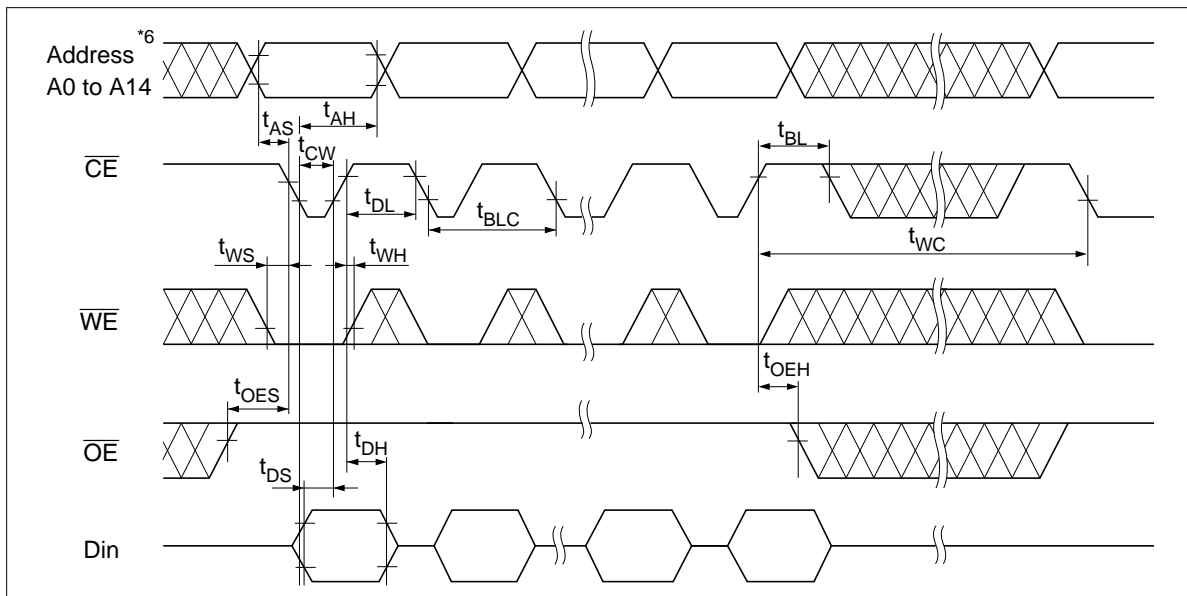 Address *6
A0 to A14
tAS
tAH
tBL
CE
tCW
tDL
tBLC
tWC
tWS
tWH
WE
tOEH
tOES
OE
tDH
tDS
Din